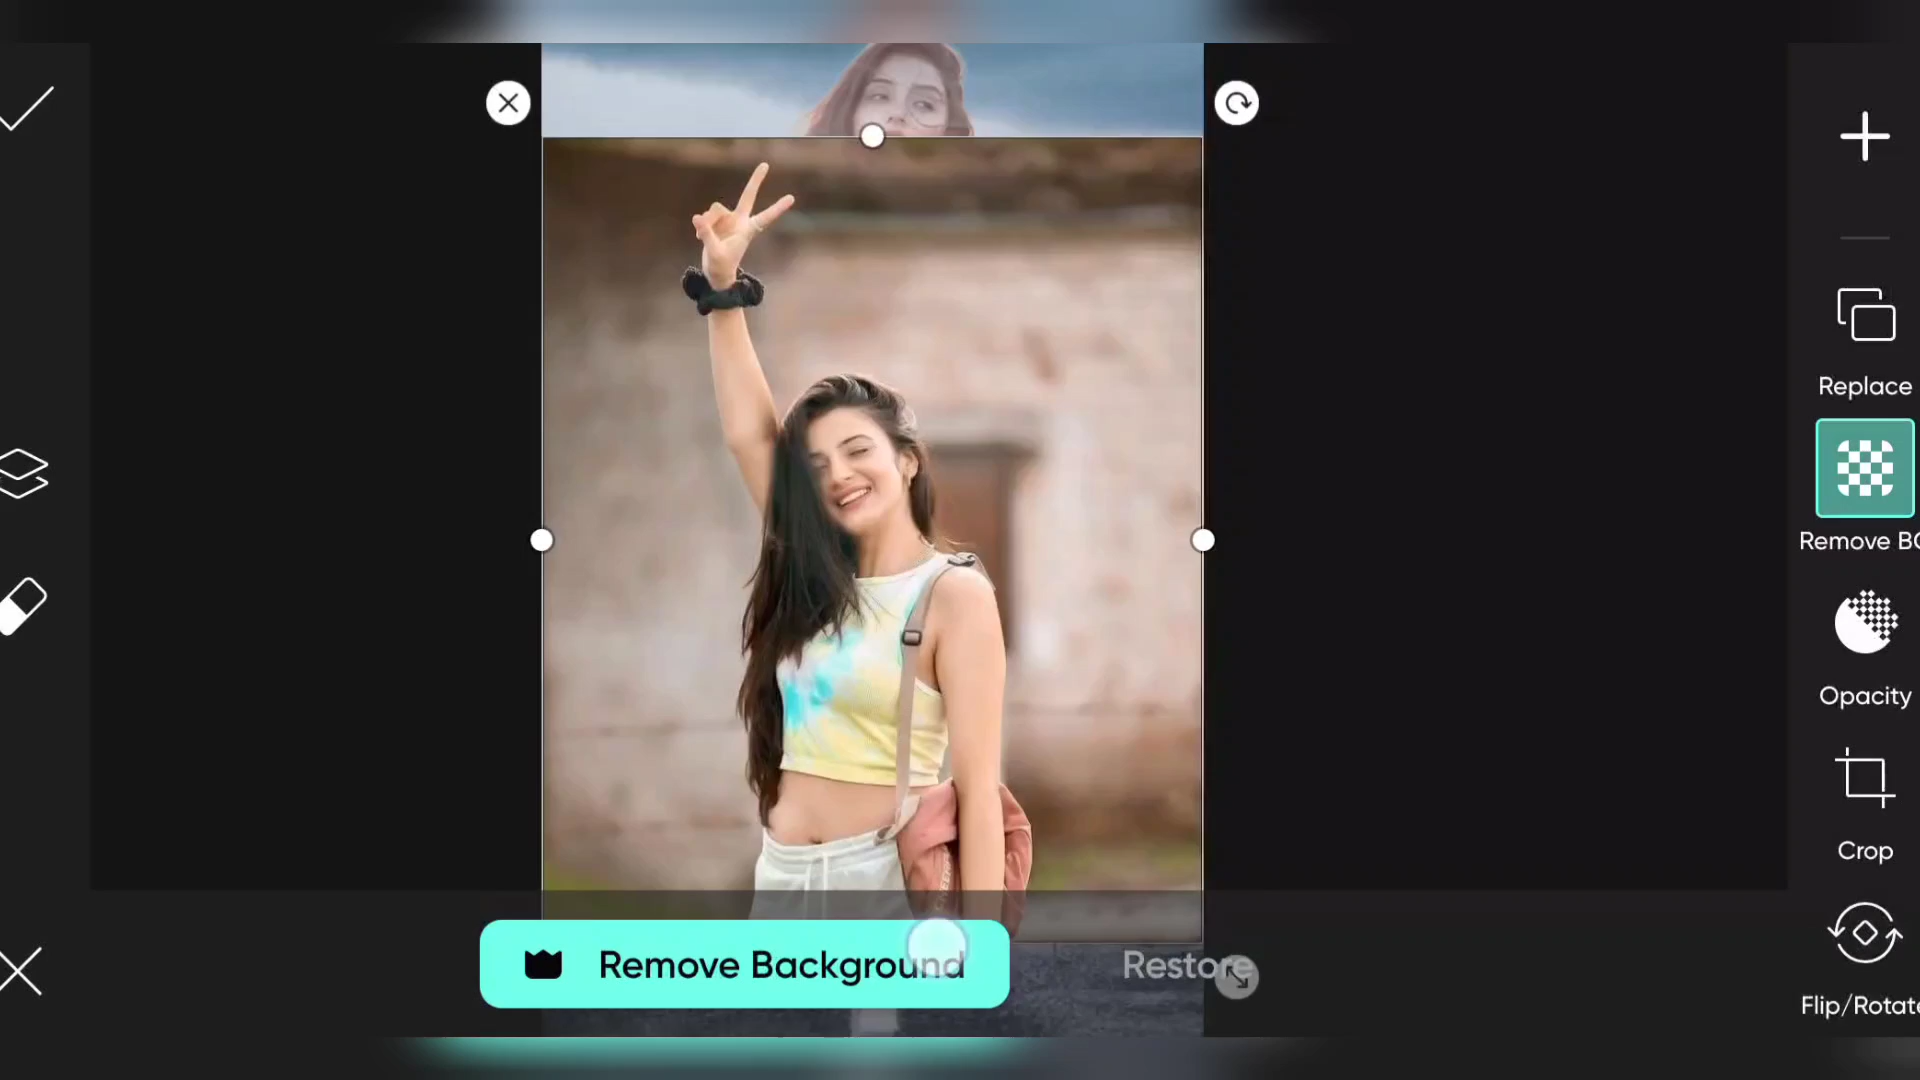 Replace
Remove BG
Opacity
Crop
Flip/Rotate
Remove Background
Restore